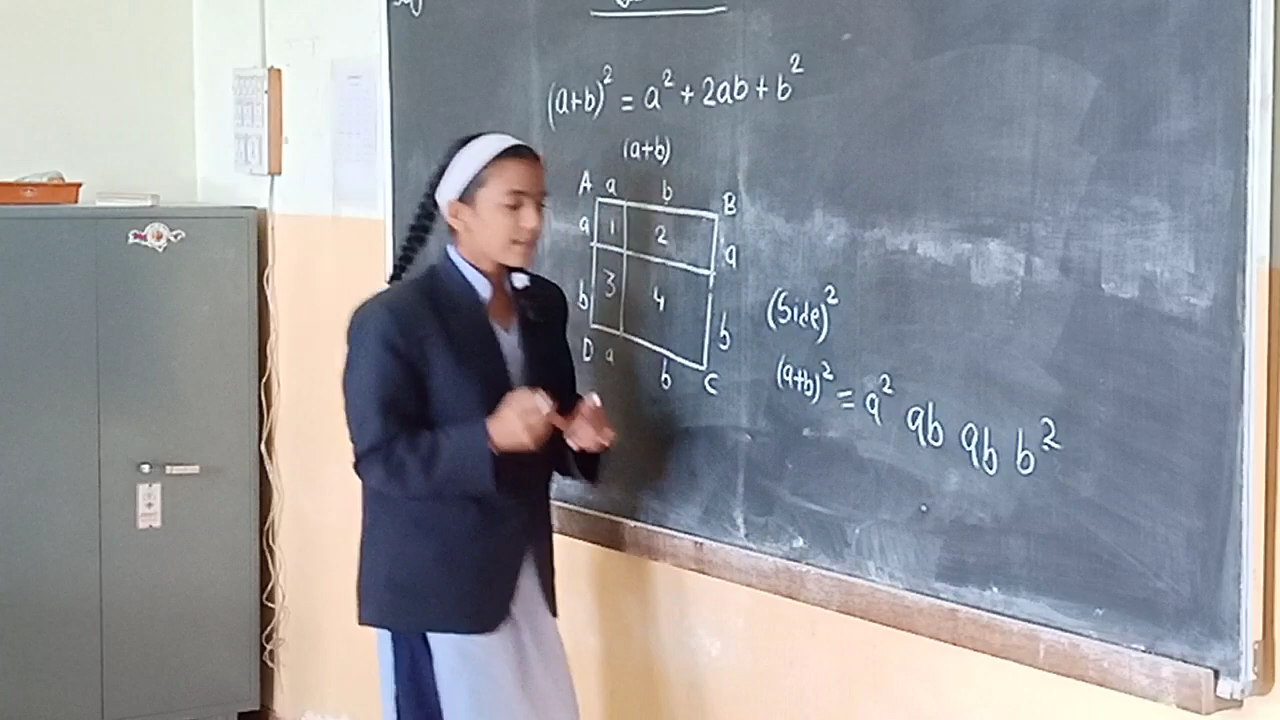 (a+b)² = a² + 2ab + b²
(a+b)
A a b B
a 1 2 a
b 3 4 b
D a b C
(Side)²
(a+b)² = a² ab ab b²